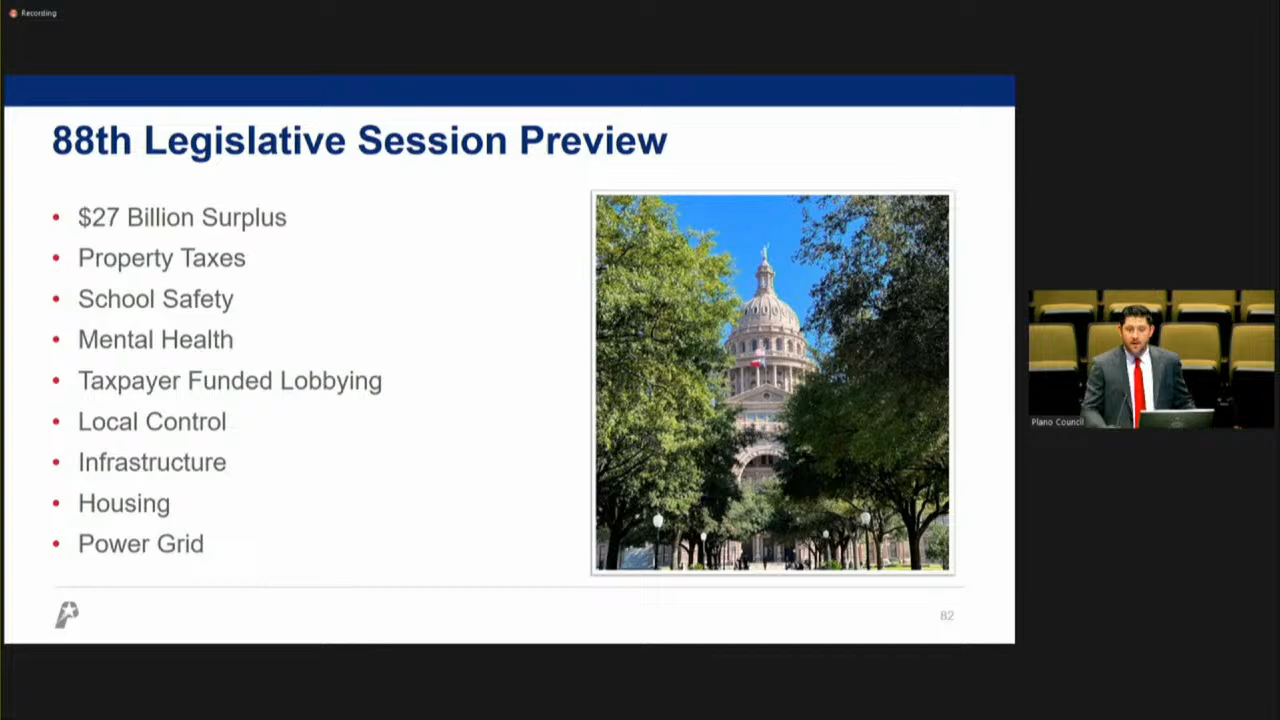 Recording
88th Legislative Session Preview
• $27 Billion Surplus
• Property Taxes
• School Safety
• Mental Health
• Taxpayer Funded Lobbying
• Local Control
• Infrastructure
• Housing
• Power Grid
82
Plano Council